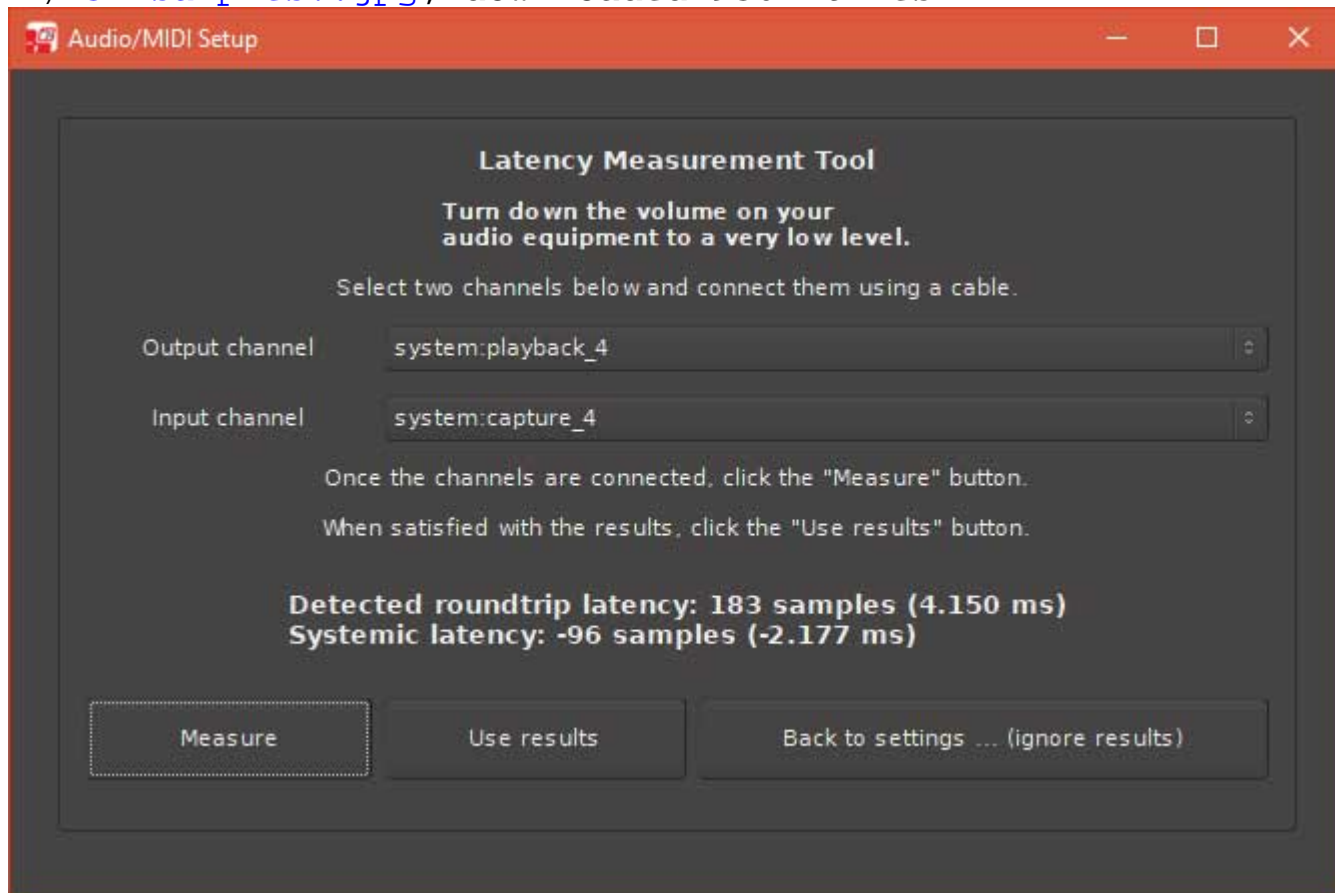 Audio/MIDI Setup
Latency Measurement Tool
Turn down the volume on your
audio equipment to a very low level.
Select two channels below and connect them using a cable.
Output channel system:playback_4
Input channel system:capture_4
Once the channels are connected, click the "Measure" button.
When satisfied with the results, click the "Use results" button.
Detected roundtrip latency: 183 samples (4.150 ms)
Systemic latency: -96 samples (-2.177 ms)
Measure Use results Back to settings ... (ignore results)